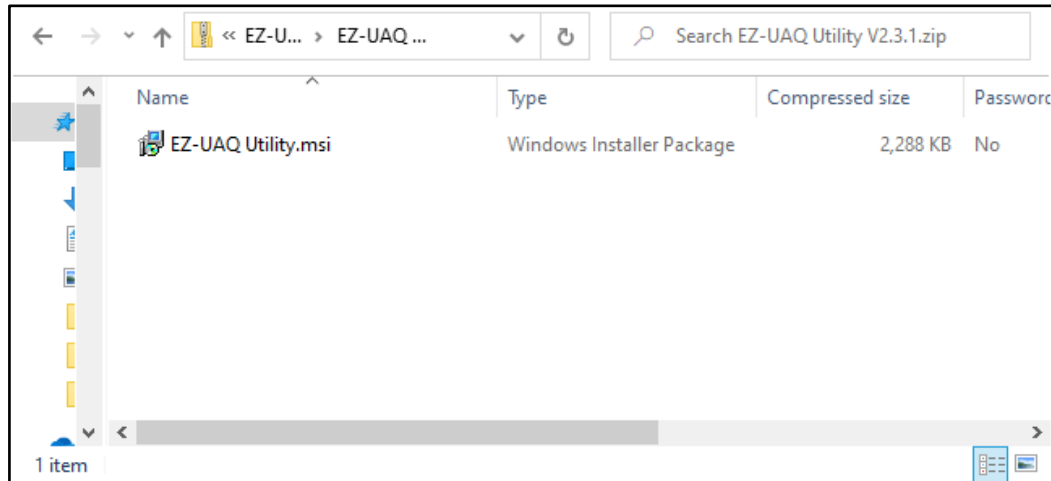 « EZ-U... › EZ-UAQ ...
Search EZ-UAQ Utility V2.3.1.zip
Name Type Compressed size Password
EZ-UAQ Utility.msi Windows Installer Package 2,288 KB No
1 item